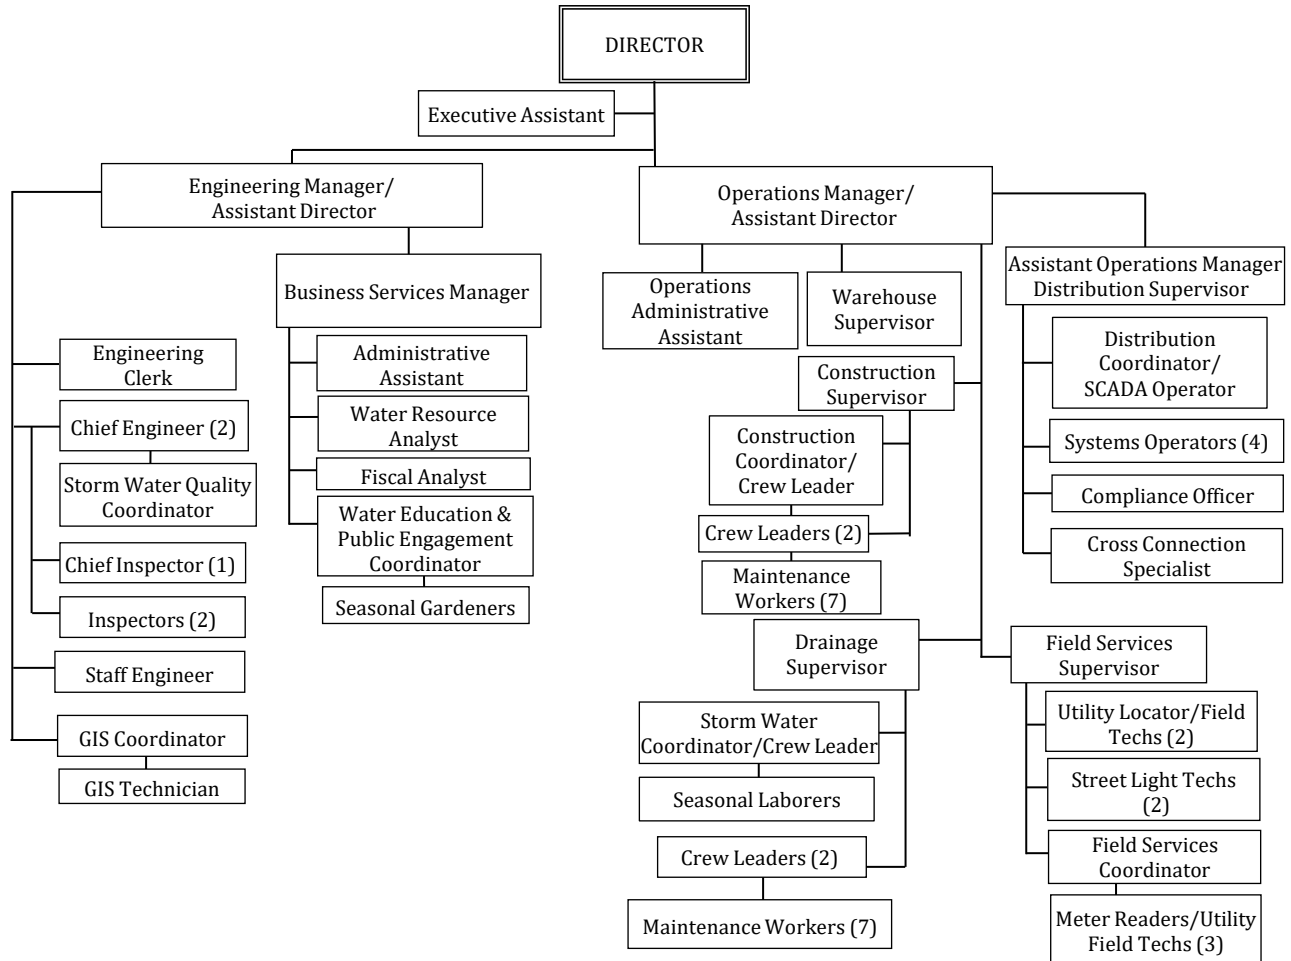 DIRECTOR
Executive Assistant
Engineering Manager/
Assistant Director
Operations Manager/
Assistant Director
Business Services Manager
Operations
Administrative
Assistant
Warehouse
Supervisor
Assistant Operations Manager
Distribution Supervisor
Engineering
Clerk
Chief Engineer (2)
Storm Water Quality
Coordinator
Chief Inspector (1)
Inspectors (2)
Staff Engineer
GIS Coordinator
GIS Technician
Administrative
Assistant
Water Resource
Analyst
Fiscal Analyst
Water Education &
Public Engagement
Coordinator
Seasonal Gardeners
Construction
Supervisor
Construction
Coordinator/
Crew Leader
Crew Leaders (2)
Maintenance
Workers (7)
Drainage
Supervisor
Storm Water
Coordinator/Crew Leader
Seasonal Laborers
Crew Leaders (2)
Maintenance Workers (7)
Distribution
Coordinator/
SCADA Operator
Systems Operators (4)
Compliance Officer
Cross Connection
Specialist
Field Services
Supervisor
Utility Locator/Field
Techs (2)
Street Light Techs
(2)
Field Services
Coordinator
Meter Readers/Utility
Field Techs (3)